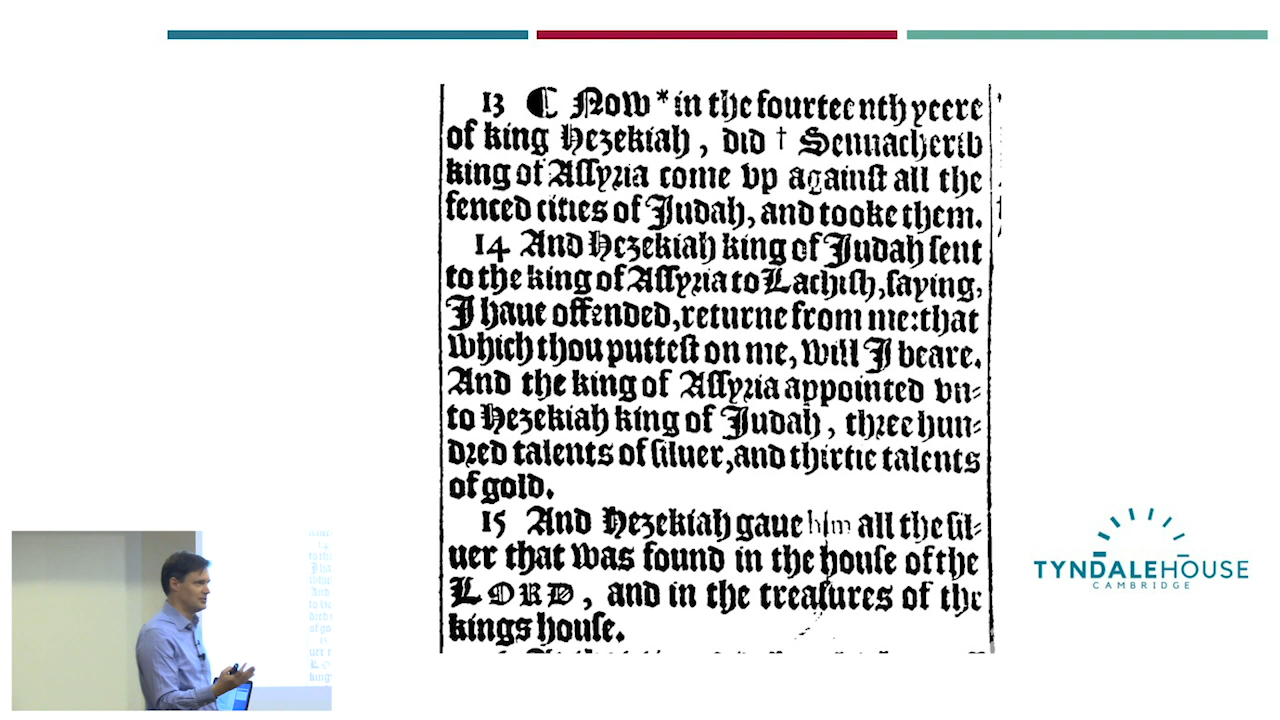 13 ¶ Now * in the fourteenth yeere
of king Hezekiah, did † Sennacherib
king of Assyria come vp against all the
fenced cities of Judah, and tooke them.
14 And Hezekiah king of Judah sent
to the king of Assyria to Lachish, saying,
I haue offended, returne from me: that
which thou puttest on me, will I beare.
And the king of Assyria appointed vn-
to Hezekiah king of Judah, three hun-
dred talents of siluer, and thirtie talents
of gold.
15 And Hezekiah gaue him all the sil-
uer that was found in the house of the
LORD, and in the treasures of the
kings house.
TYNDALE HOUSE
CAMBRIDGE